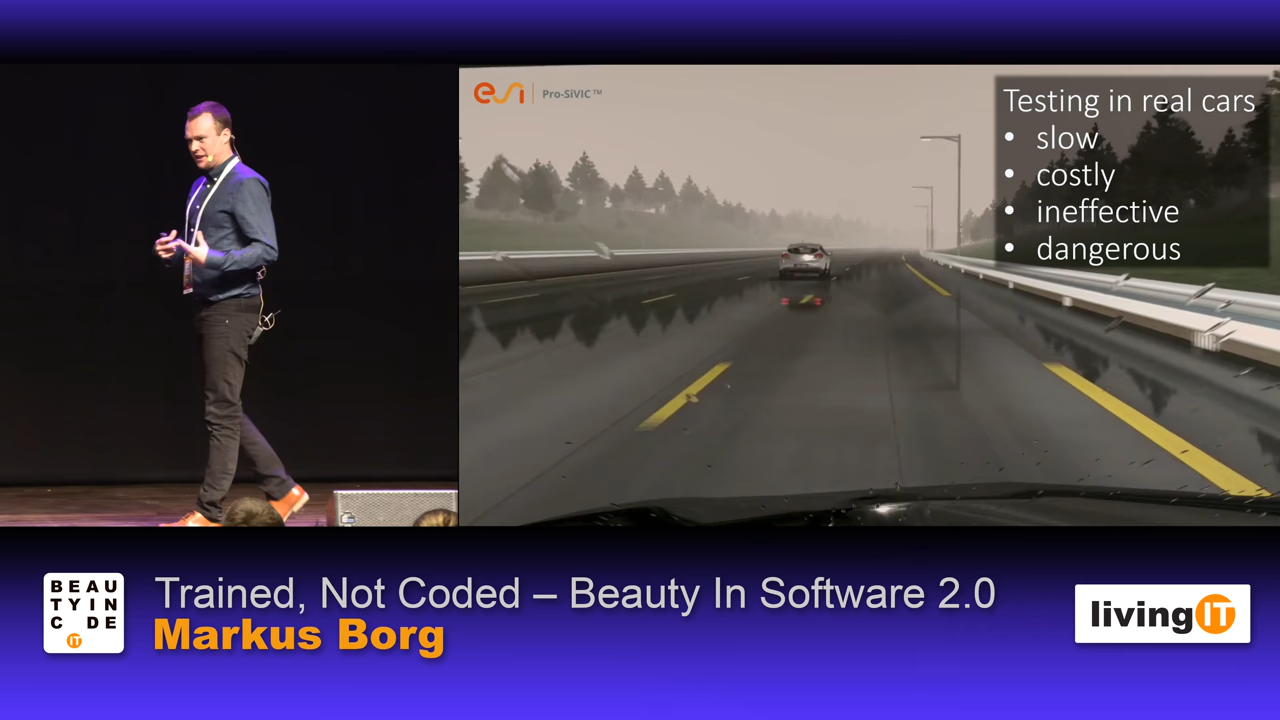 esi Pro-SiVIC™
Testing in real cars
• slow
• costly
• ineffective
• dangerous
BEAU
TYIN
C DE
IT
Trained, Not Coded – Beauty In Software 2.0
Markus Borg
livingIT